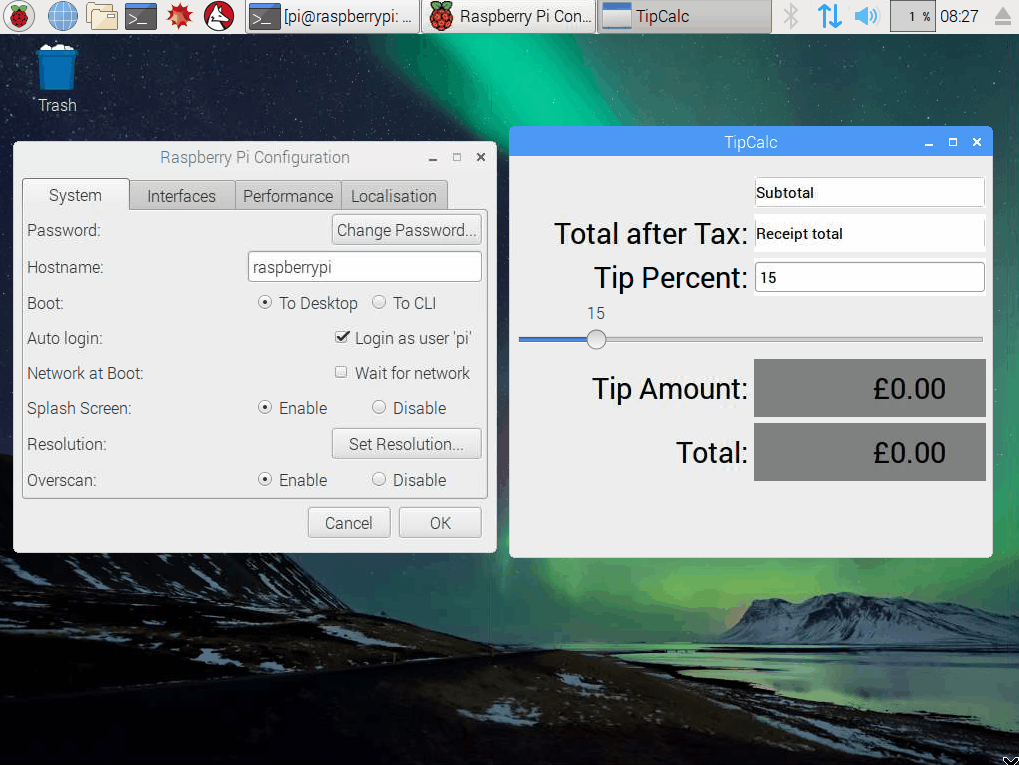 [pi@raspberrypi: ...
Raspberry Pi Con...
TipCalc
1 %
08:27
Trash
Raspberry Pi Configuration
System
Interfaces
Performance
Localisation
Password:
Change Password...
Hostname:
raspberrypi
Boot:
To Desktop
To CLI
Auto login:
Login as user 'pi'
Network at Boot:
Wait for network
Splash Screen:
Enable
Disable
Resolution:
Set Resolution...
Overscan:
Enable
Disable
Cancel
OK
TipCalc
Subtotal
Total after Tax:
Receipt total
Tip Percent:
15
15
Tip Amount:
£0.00
Total:
£0.00